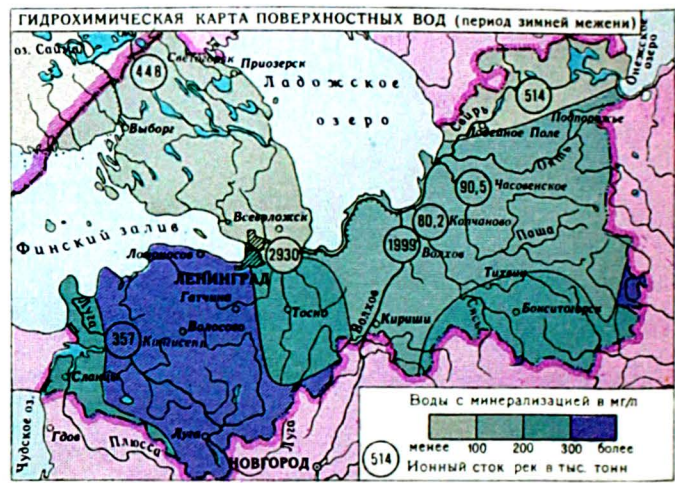 ГИДРОХИМИЧЕСКАЯ КАРТА ПОВЕРХНОСТНЫХ ВОД (период зимней межени)
оз. Сайма
Светогорск
448
Приозерск
Ладожское
озеро
Онежское
озеро
514
Свирь
Подпорожье
Лодейное Поле
Выборг
Оять
90,5
Часовенское
80,2
Колчаново
Паша
Всеволожск
Финский залив
2930
1999
Волхов
Ломоносов
ЛЕНИНГРАД
Тихвин
Гатчина
Луга
Тосно
Волхов
Сясь
Бокситогорск
Кириши
357
Волосово
Кингисепп
Сланцы
Чудское оз.
Гдов
Плюсса
Луга
Луга
НОВГОРОД
Воды с минерализацией в мг/л
менее 100 200 300 более
514
Ионный сток рек в тыс. тонн